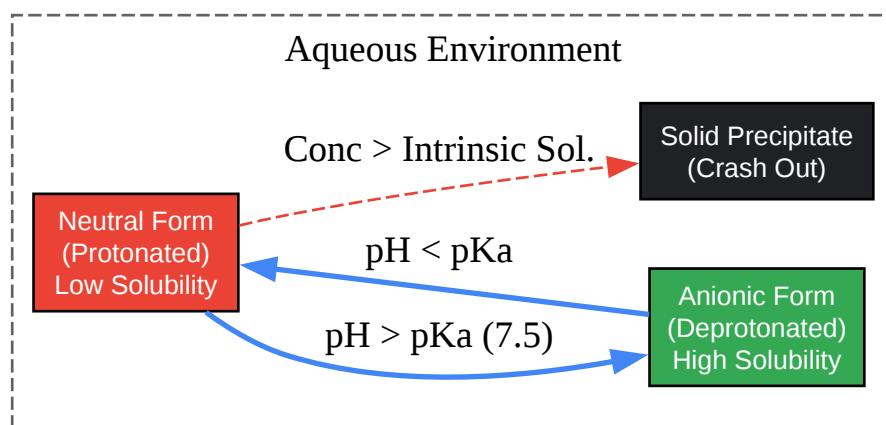 Aqueous Environment
Conc > Intrinsic Sol.
Solid Precipitate
(Crash Out)
Neutral Form
(Protonated)
Low Solubility
pH < pKa
pH > pKa (7.5)
Anionic Form
(Deprotonated)
High Solubility